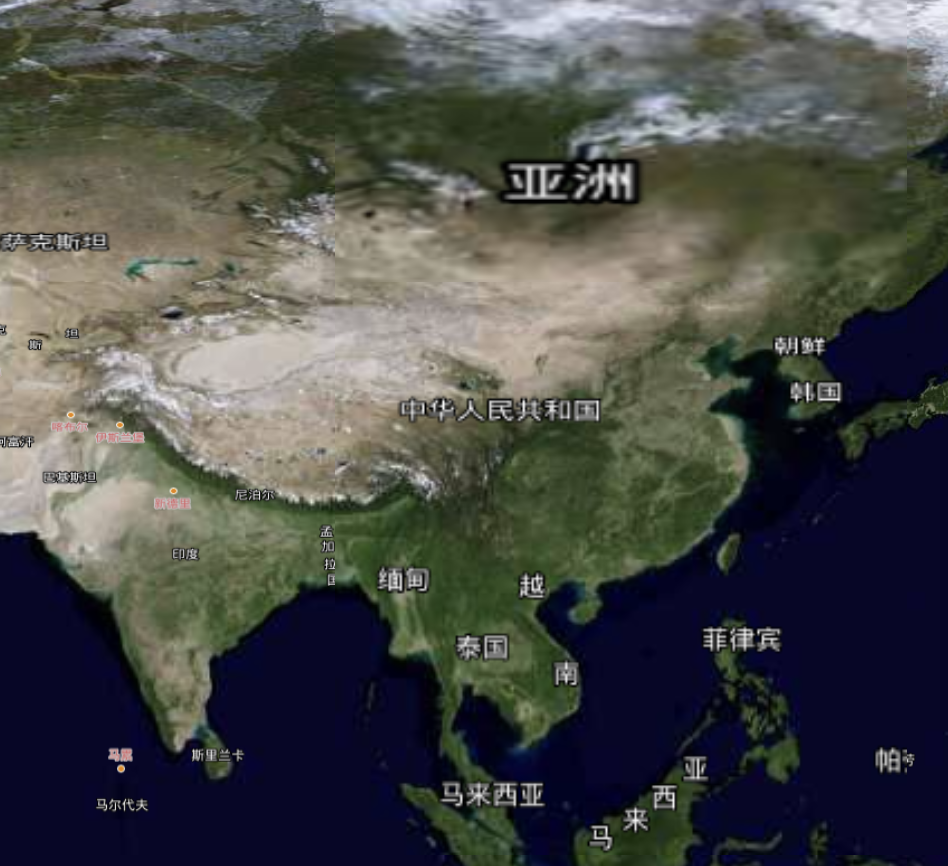 亚洲
萨克斯坦
坦
斯
朝鲜
韩国
中华人民共和国
喀布尔
伊斯兰堡
阿富汗
巴基斯坦
新德里
尼泊尔
孟
加
拉
国
印度
缅甸
越
泰国
南
菲律宾
马累
斯里兰卡
马尔代夫
马来西亚
亚
西
来
马
帕